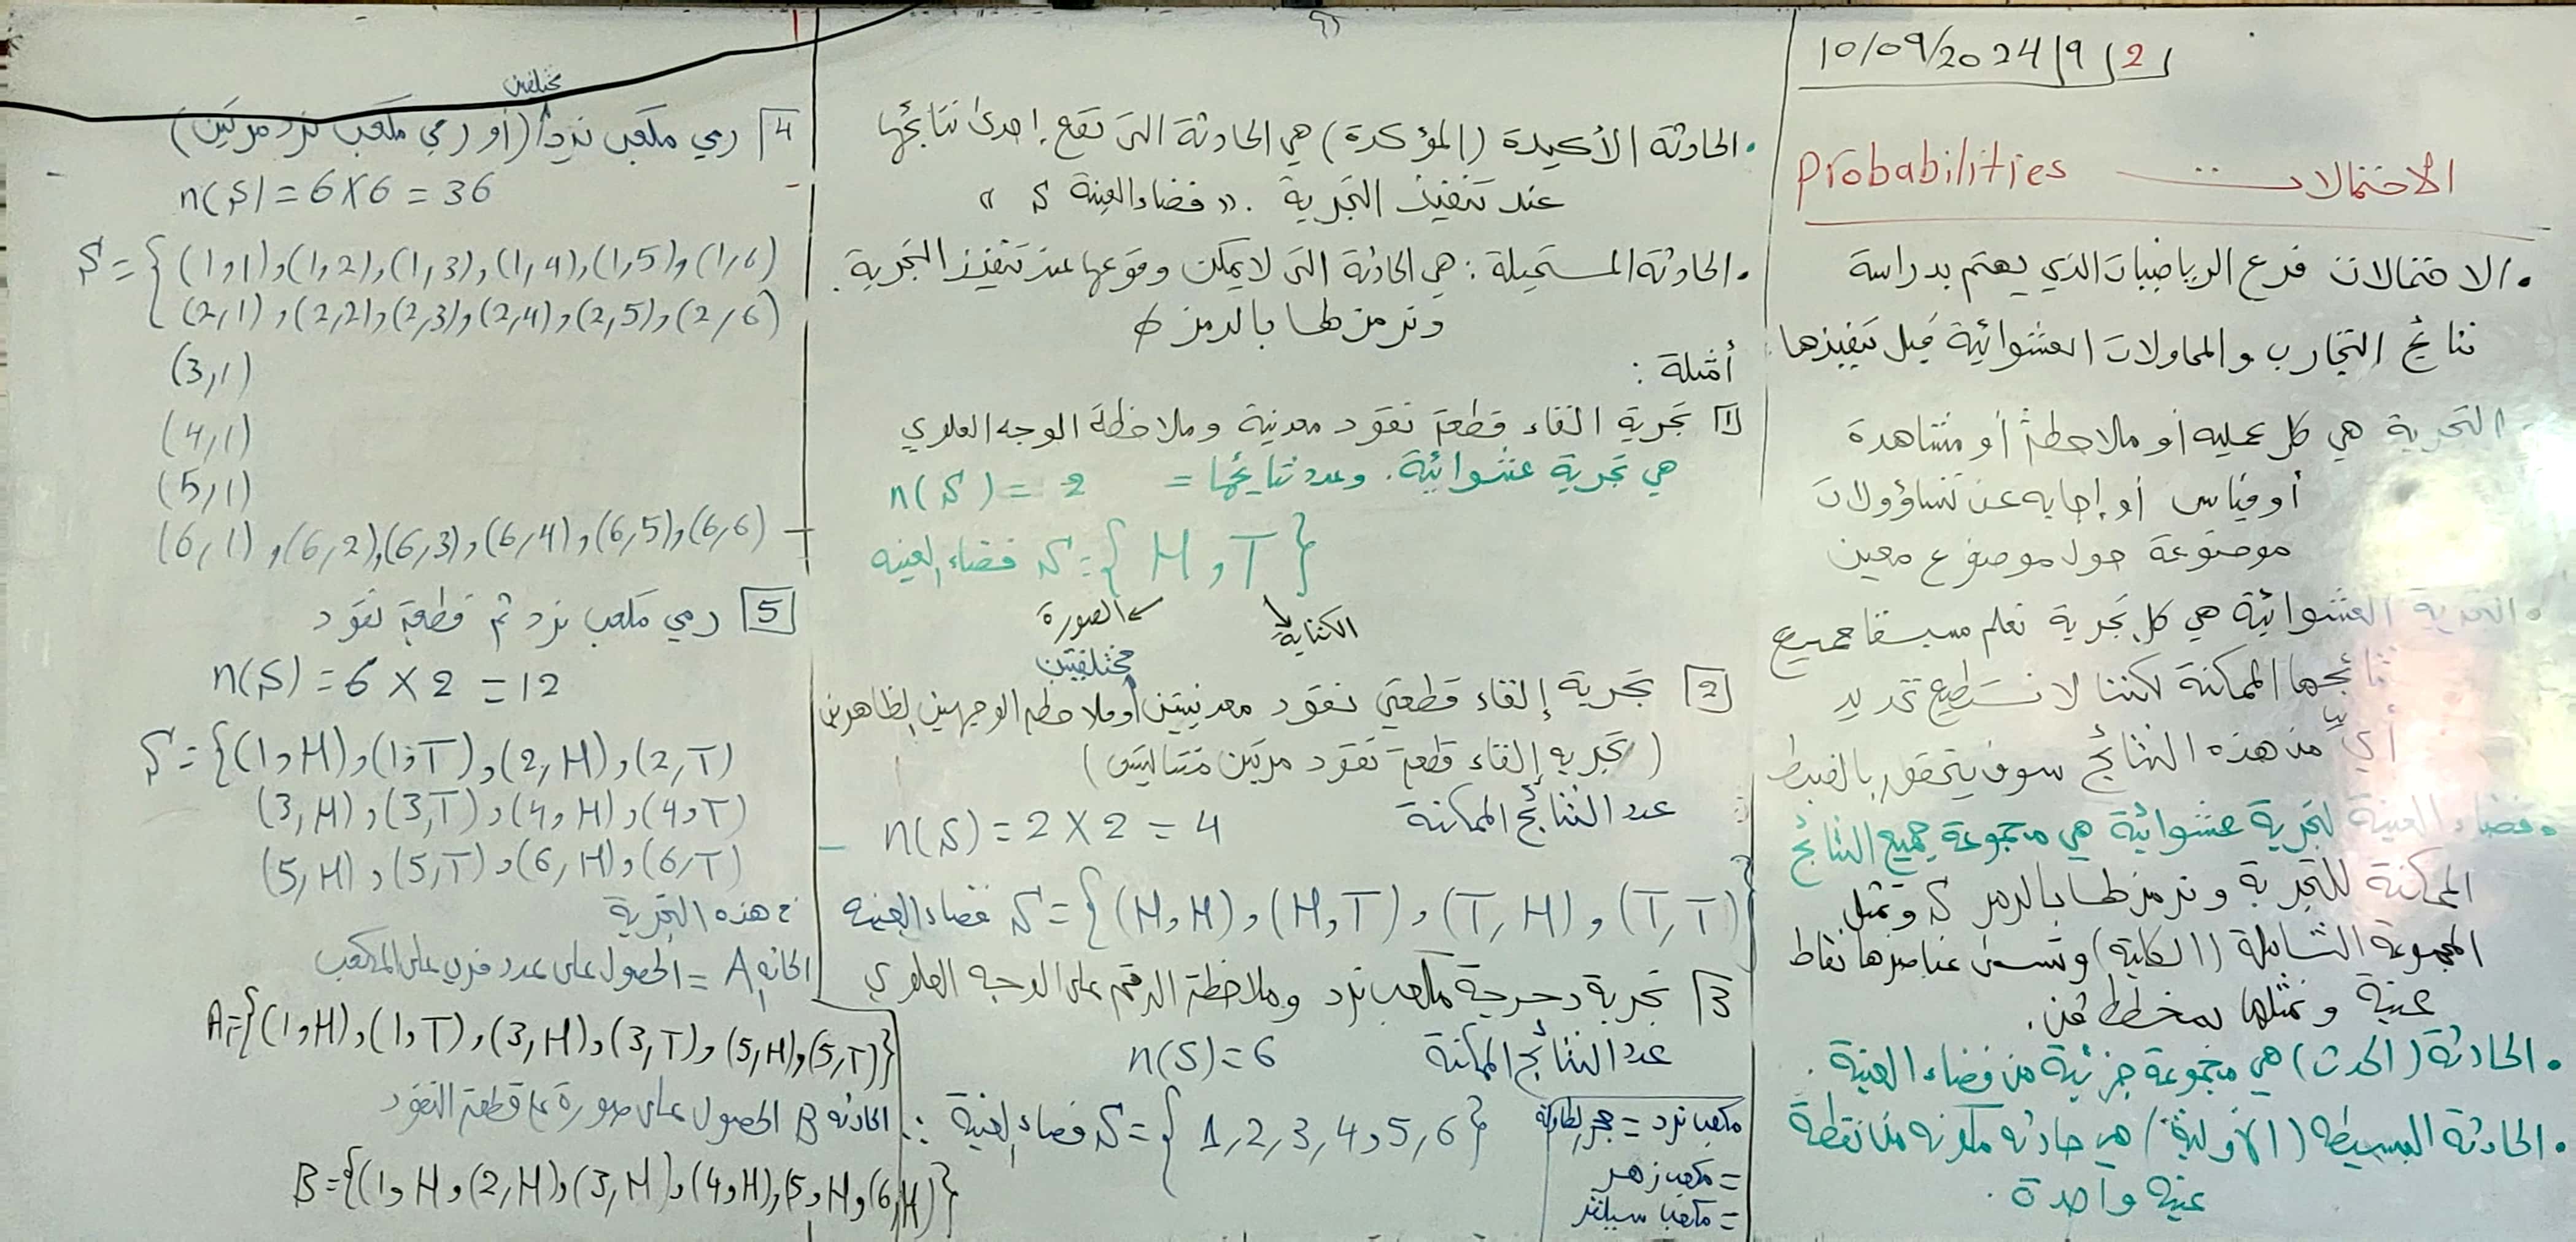 10/09/2024 | 9 | 2
الاحتمالات Probabilities
• الاحتمالات فرع الرياضيات الذي يهتم بدراسة
نتائج التجارب والمحاولات العشوائية قبل تنفيذها
• التجربة هي كل عملية أو ملاحظة أو مشاهدة
أو قياس أو إجابة عن تساؤولات
موضوعة حول موضوع معين
• التجربة العشوائية هي كل تجربة نعلم مسبقا جميع
نتائجها الممكنة لكننا لا نستطيع تحديد
أيّ من هذه النتائج سوف يتحقق بالضبط
• فضاء العينة لتجربة عشوائية هي مجموعة جميع النتائج
الممكنة للتجربة ونرمز لها بالرمز S وتمثل
المجموعة الشاملة (الكلية) وتسمى عناصرها نقاط
عينة ونمثلها بمخطط فن.
• الحادثة (الحدث) هي مجموعة جزئية من فضاء العينة.
• الحادثة البسيطة (الأولية) هي حادثة مكونة من نقطة
عينة واحدة.
• الحادثة الأكيدة (المؤكدة) هي الحادثة التي تقع إحدى نتائجها
عند تنفيذ التجربة. « فضاء العينة S »
• الحادثة المستحيلة: هي الحادثة التي لا يمكن وقوعها عند تنفيذ التجربة.
ونرمز لها بالرمز ϕ
أمثلة:
1 تجربة القاء قطعة نقود معدنية وملاحظة الوجه العلوي
هي تجربة عشوائية. وعدد نتائجها = n(S) = 2
فضاء العينة S = {H, T}
الصورة الكتابة
مختلفتين
2 تجربة إلقاء قطعتي نقود معدنيتين وملاحظة الوجهين الظاهرين
(تجربة إلقاء قطعة نقود مرتين متتاليتين)
عدد النتائج الممكنة n(S) = 2 X 2 = 4
فضاء العينة S = {(H,H), (H,T), (T,H), (T,T)}
3 تجربة دحرجة مكعب نرد وملاحظة الرقم على الوجه العلوي
عدد النتائج الممكنة n(S) = 6
فضاء العينة S = {1, 2, 3, 4, 5, 6}
مكعب نرد = حجر الطاولة
= مكعب زهر
= مكعب
مختلفين
4 رمي مكعبي نرد (أو رمي مكعب نرد مرتين)
n(S) = 6 X 6 = 36
S = {(1,1), (1,2), (1,3), (1,4), (1,5), (1,6)
(2,1), (2,2), (2,3), (2,4), (2,5), (2,6)
(3,1)
(4,1)
(5,1)
(6,1), (6,2), (6,3), (6,4), (6,5), (6,6)
5 رمي مكعب نرد ثم قطعة نقود
n(S) = 6 X 2 = 12
S = {(1,H), (1,T), (2,H), (2,T)
(3,H), (3,T), (4,H), (4,T)
(5,H), (5,T), (6,H), (6,T)
هذه التجربة
الحادثة A = الحصول على عدد فردي على المكعب
A = {(1,H), (1,T), (3,H), (3,T), (5,H), (5,T)}
الحادثة B الحصول على صورة على قطعة النقود
B = {(1,H, (2,H), (3,H), (4,H), (5,H, (6,H)}